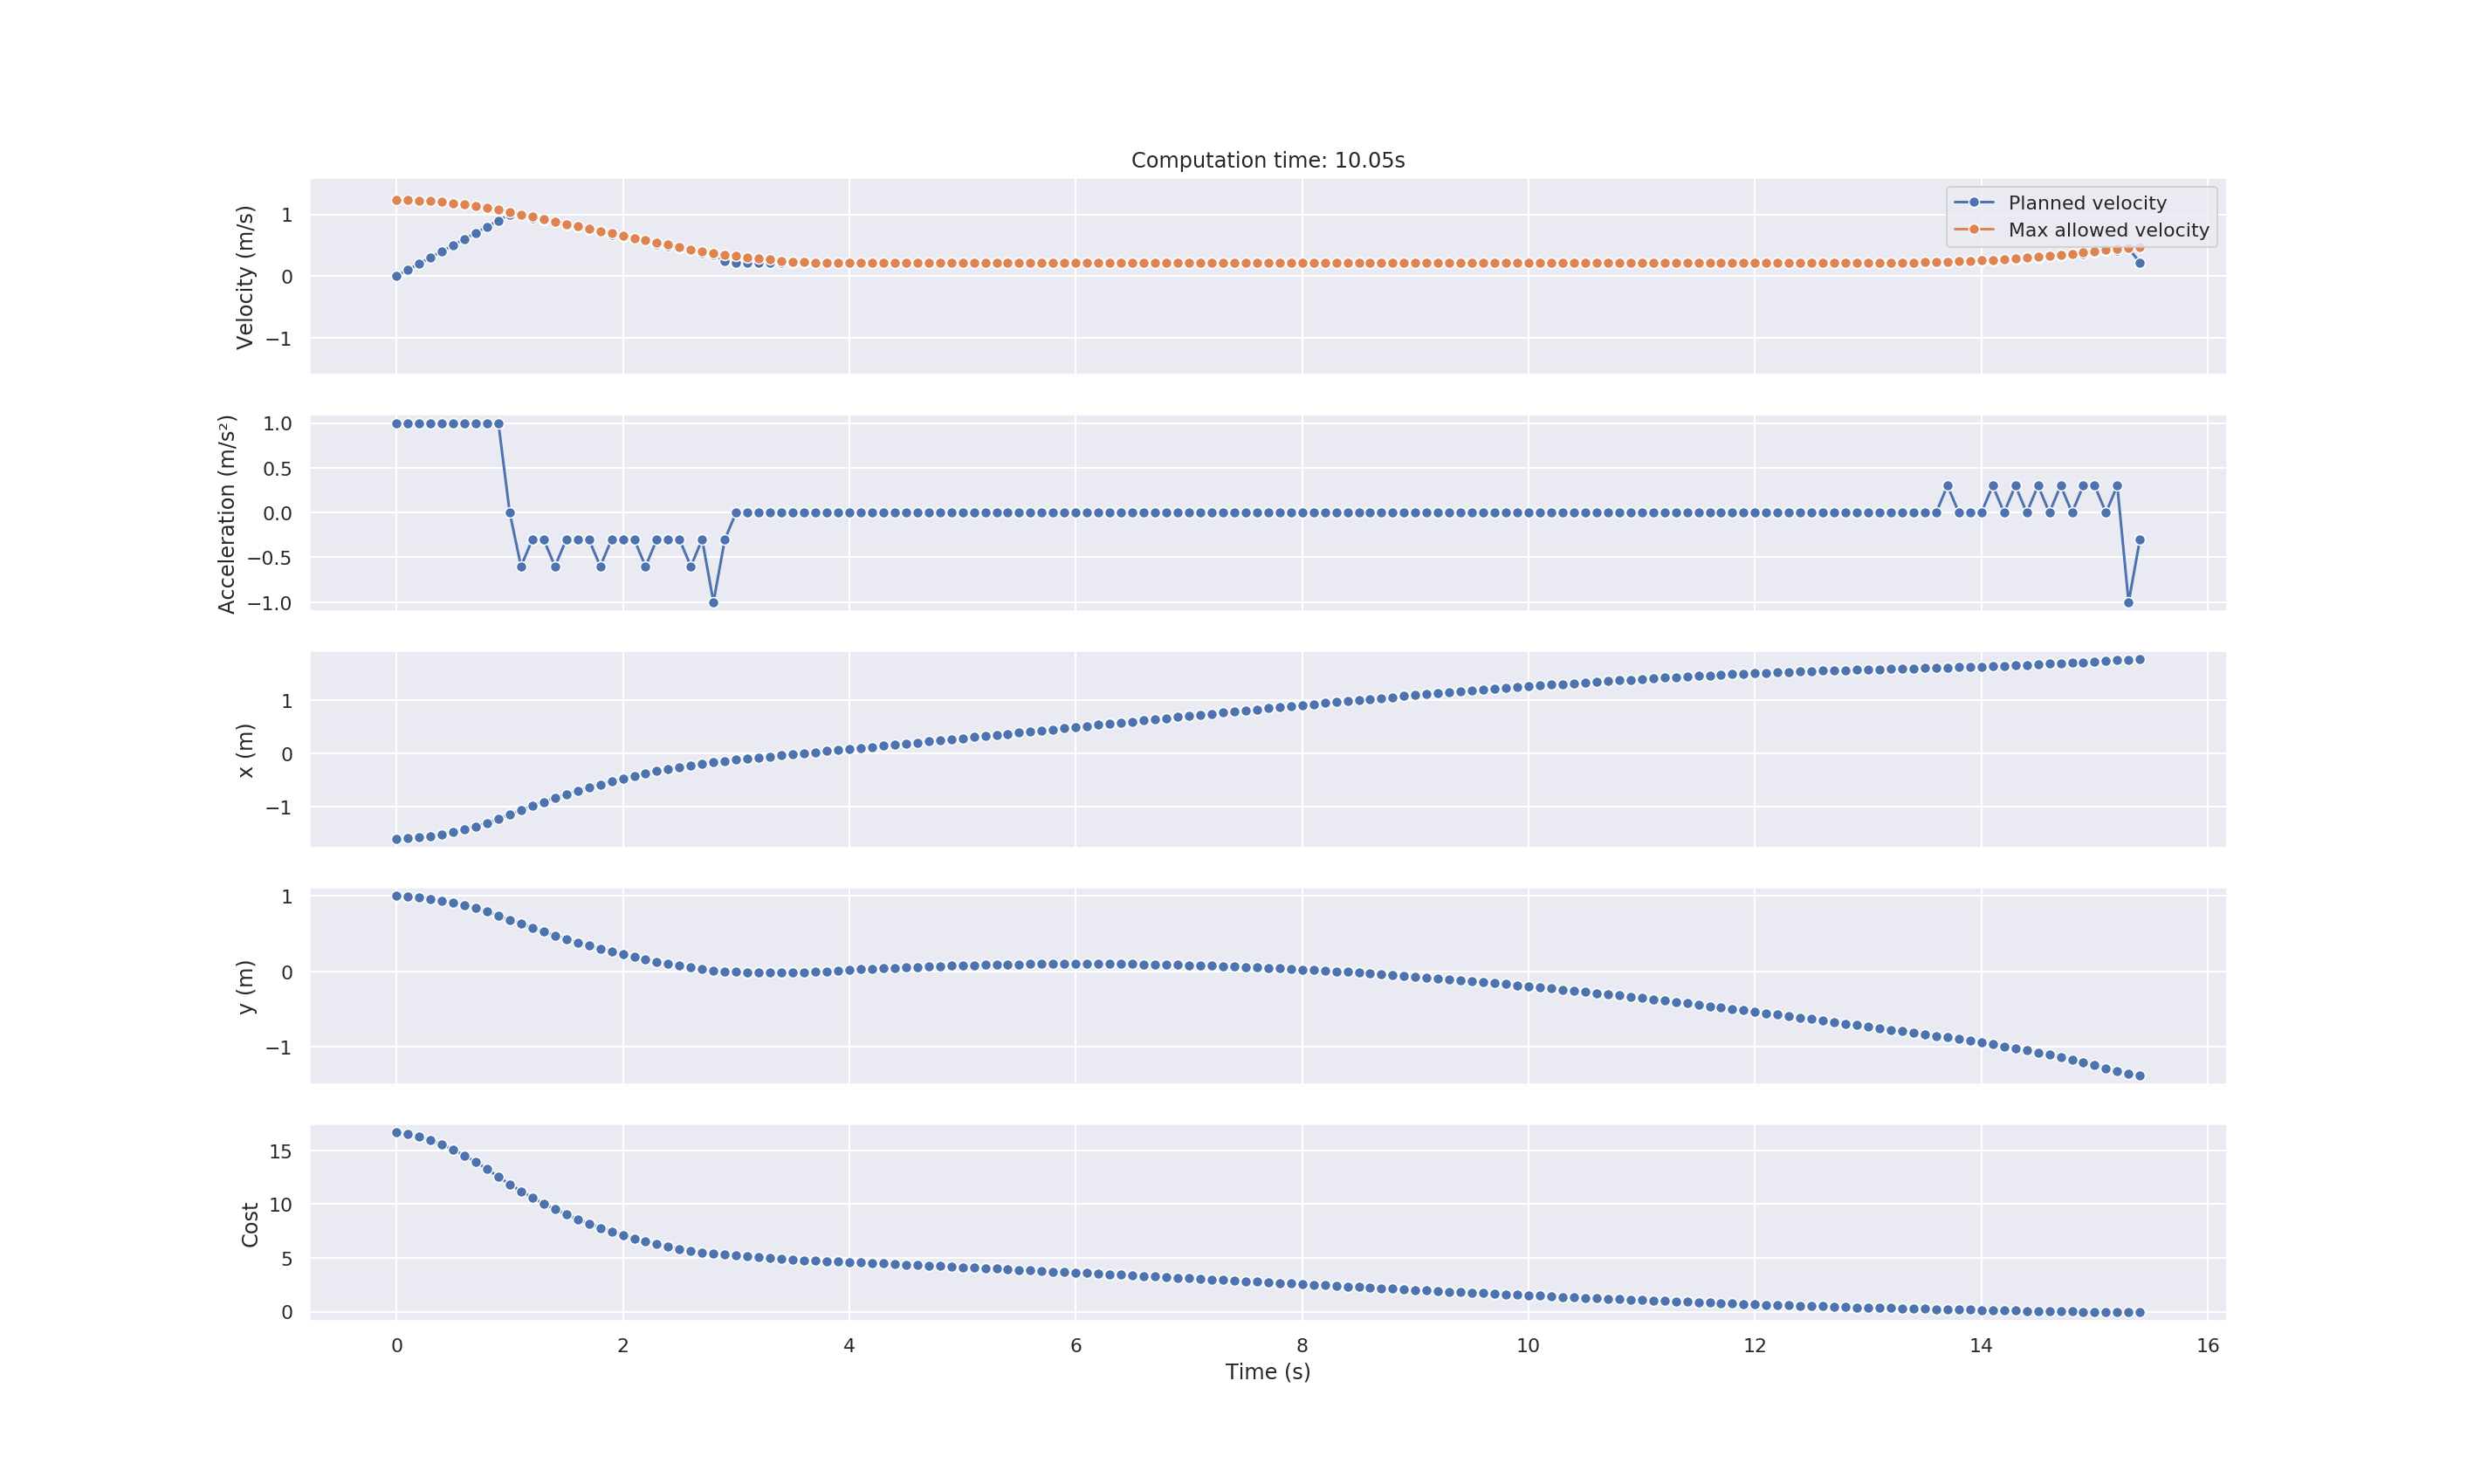 Computation time: 10.05s
Velocity (m/s)
1
0
−1
Planned velocity
Max allowed velocity
Acceleration (m/s²)
1.0
0.5
0.0
−0.5
−1.0
x (m)
1
0
−1
y (m)
1
0
−1
Cost
15
10
5
0
0 2 4 6 8 10 12 14 16
Time (s)